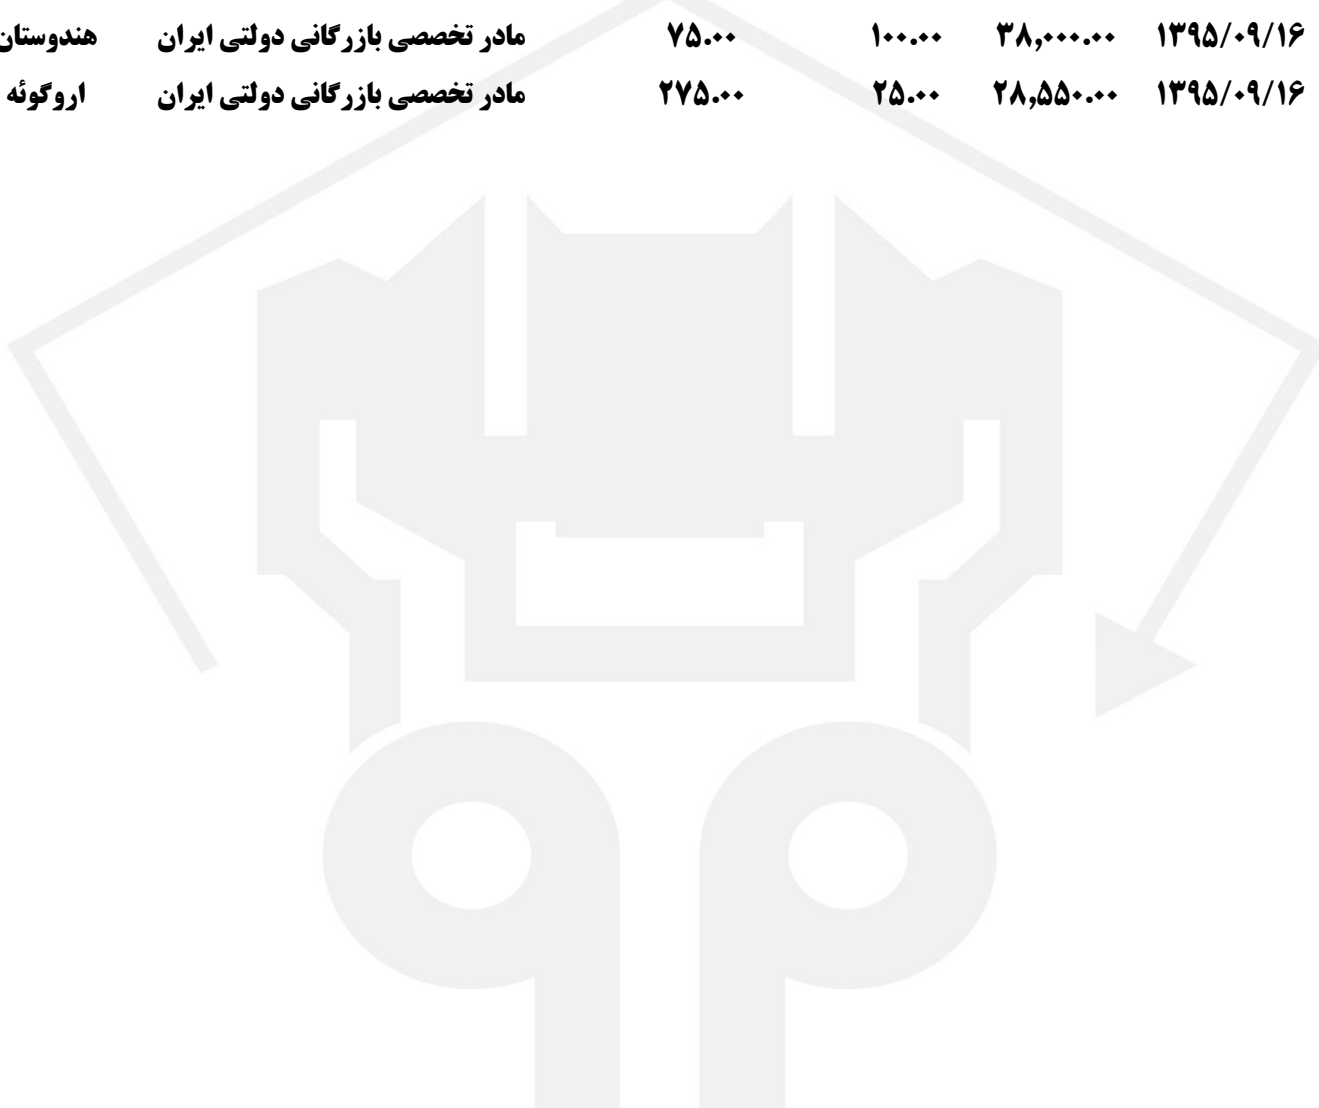 ۱۳۹۵/۰۹/۱۶ ۳۸,۰۰۰.۰۰ ۱۰۰.۰۰ ۷۵.۰۰ مادر تخصصی بازرگانی دولتی ایران هندوستان
۱۳۹۵/۰۹/۱۶ ۲۸,۵۵۰.۰۰ ۲۵.۰۰ ۲۷۵.۰۰ مادر تخصصی بازرگانی دولتی ایران اروگوئه